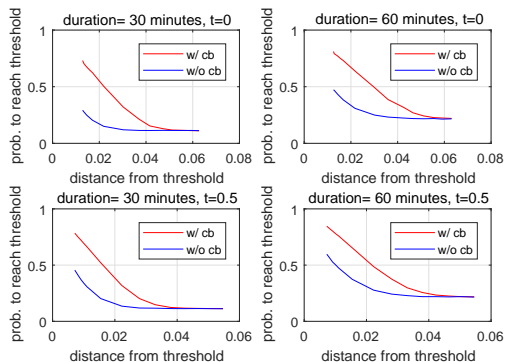 duration= 30 minutes, t=0
prob. to reach threshold
1
0.5
0
w/ cb
w/o cb
0 0.02 0.04 0.06 0.08
distance from threshold
duration= 60 minutes, t=0
prob. to reach threshold
1
0.5
0
w/ cb
w/o cb
0 0.02 0.04 0.06 0.08
distance from threshold
duration= 30 minutes, t=0.5
prob. to reach threshold
1
0.5
0
w/ cb
w/o cb
0 0.02 0.04 0.06
distance from threshold
duration= 60 minutes, t=0.5
prob. to reach threshold
1
0.5
0
w/ cb
w/o cb
0 0.02 0.04 0.06
distance from threshold